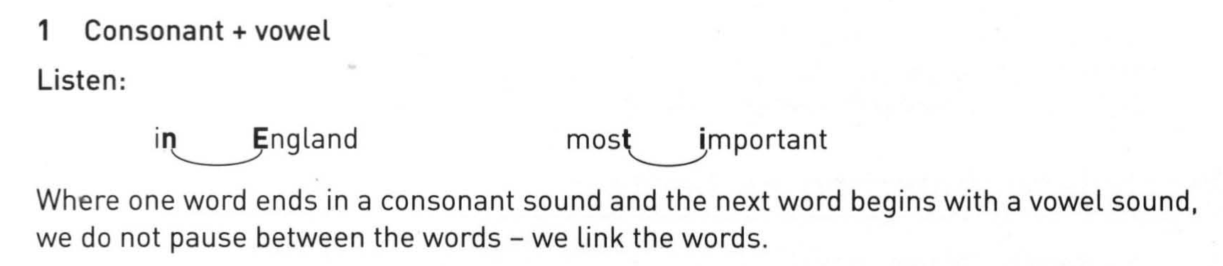 1 Consonant + vowel
Listen:
in England most important
Where one word ends in a consonant sound and the next word begins with a vowel sound,
we do not pause between the words – we link the words.